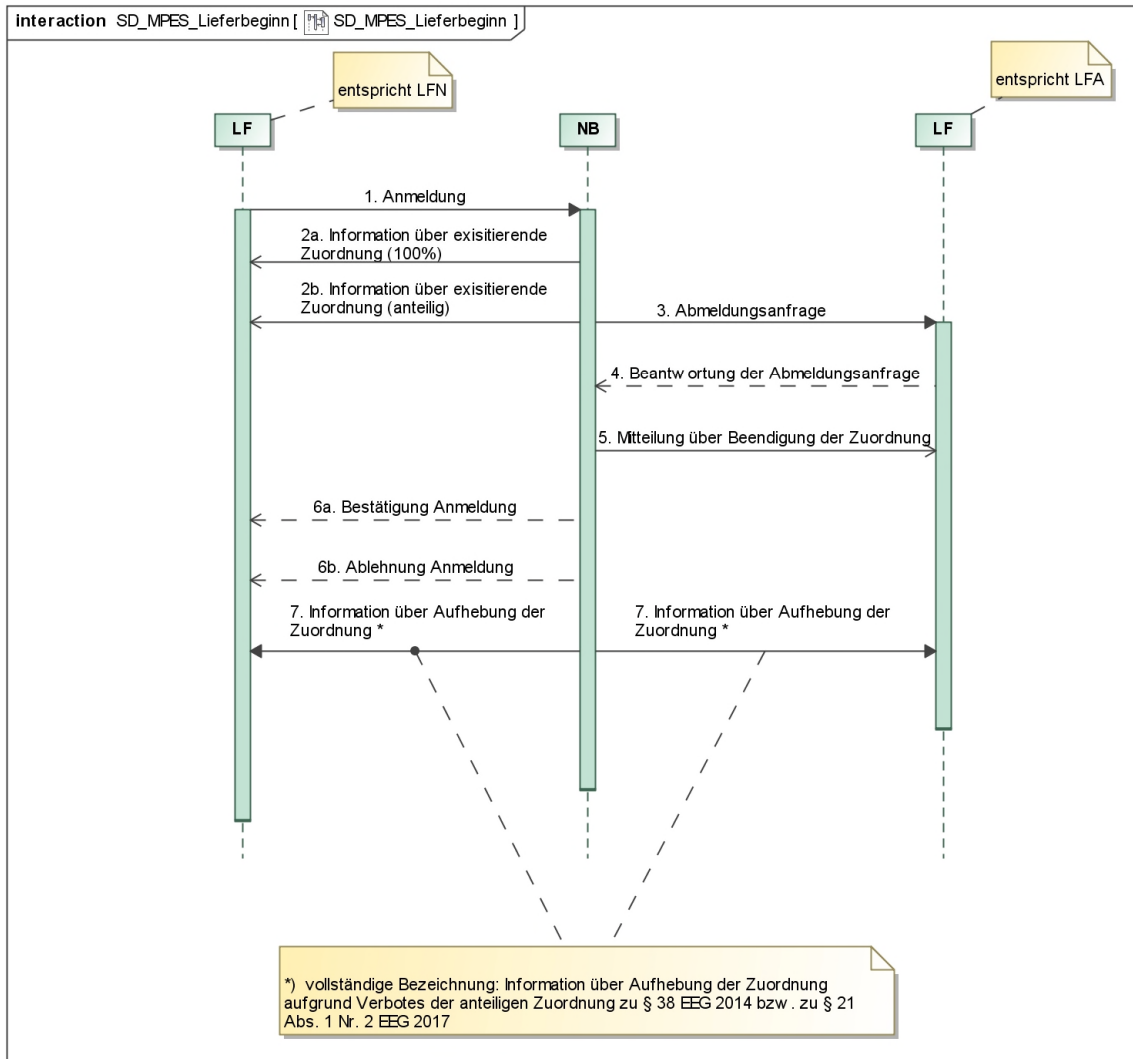 interaction SD_MPES_Lieferbeginn [ SD_MPES_Lieferbeginn ]
entspricht LFN
entspricht LFA
LF
NB
LF
1. Anmeldung
2a. Information über exisitierende
Zuordnung (100%)
2b. Information über exisitierende
Zuordnung (anteilig)
3. Abmeldungsanfrage
4. Beantwortung der Abmeldungsanfrage
5. Mitteilung über Beendigung der Zuordnung
6a. Bestätigung Anmeldung
6b. Ablehnung Anmeldung
7. Information über Aufhebung der
Zuordnung *
7. Information über Aufhebung der
Zuordnung *
*) vollständige Bezeichnung: Information über Aufhebung der Zuordnung
aufgrund Verbotes der anteiligen Zuordnung zu § 38 EEG 2014 bzw. zu § 21
Abs. 1 Nr. 2 EEG 2017